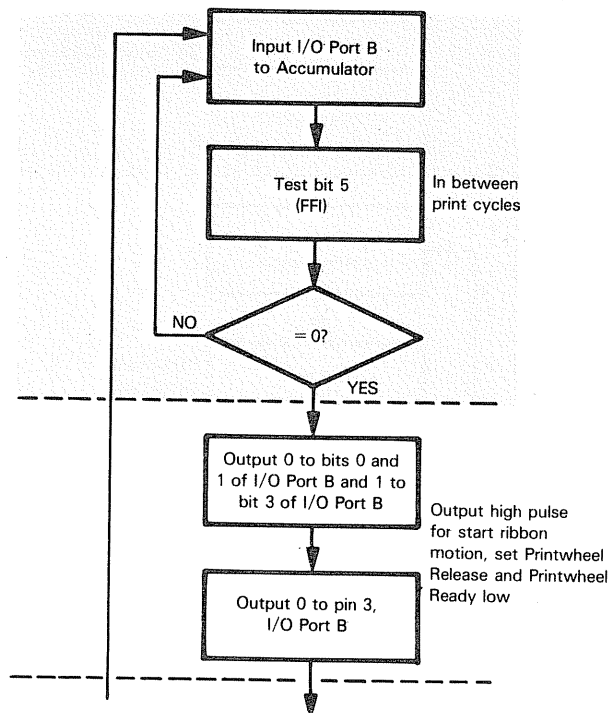 Input I/O Port B
to Accumulator
Test bit 5
(FFI)
In between
print cycles
= 0?
NO
YES
Output 0 to bits 0 and
1 of I/O Port B and 1 to
bit 3 of I/O Port B
Output high pulse
for start ribbon
motion, set Printwheel
Release and Printwheel
Ready low
Output 0 to pin 3,
I/O Port B